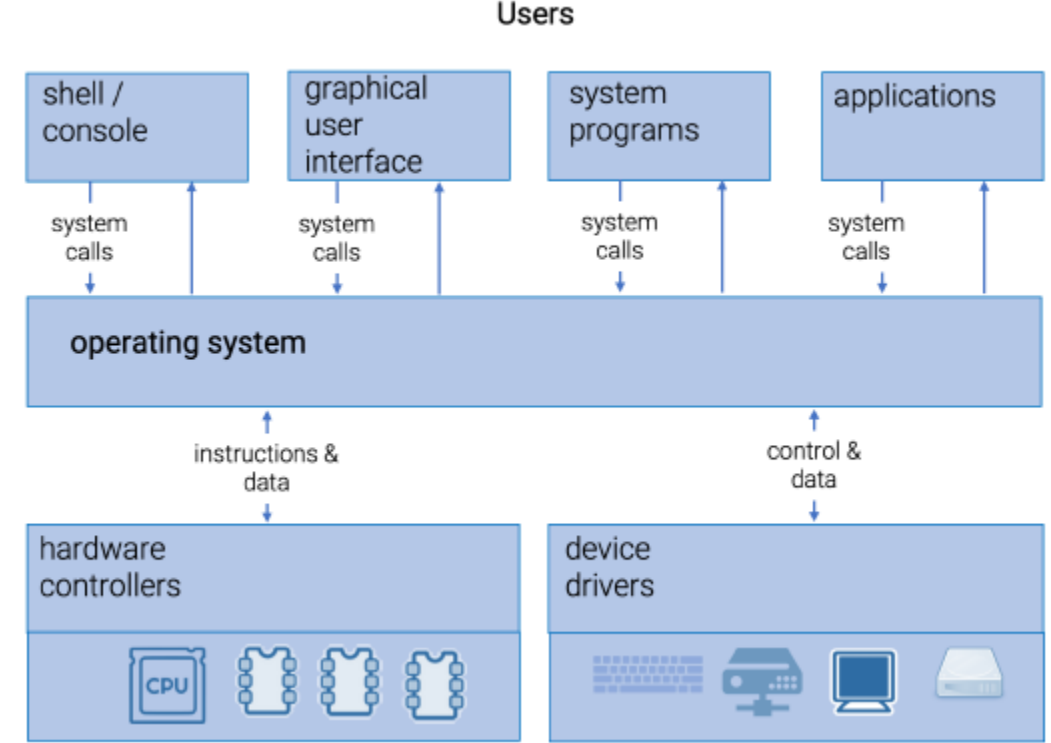 Users
shell /
console
graphical
user
interface
system
programs
applications
system
calls
system
calls
system
calls
system
calls
operating system
instructions &
data
control &
data
hardware
controllers
device
drivers
CPU